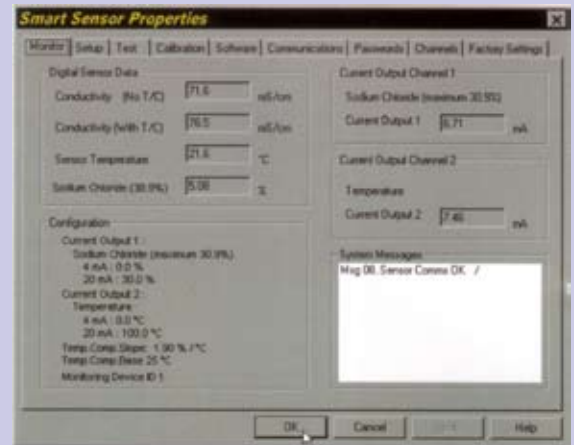 Smart Sensor Properties
Monitor Setup Test Calibration Software Communications Passwords Channels Factory Settings
Digital Sensor Data
Conductivity (No T/C) 71.6 mS/cm
Conductivity (With T/C) 76.5 mS/cm
Sensor Temperature 21.6 °C
Sodium Chloride (30.9%) 5.08 %
Configuration
Current Output 1 :
Sodium Chloride (maximum 30.9%)
4 mA : 0.0 %
20 mA : 30.0 %
Current Output 2 :
Temperature :
4 mA : 0.0 °C
20 mA : 100.0 °C
Temp.Comp.Slope: 1.90 % / °C
Temp.Comp.Base 25 °C
Monitoring Device ID 1
Current Output Channel 1
Sodium Chloride (maximum 30.9%)
Current Output 1 6.71 mA
Current Output Channel 2
Temperature
Current Output 2 7.46 mA
System Messages
Msg 08. Sensor Comms OK /
OK Cancel Help